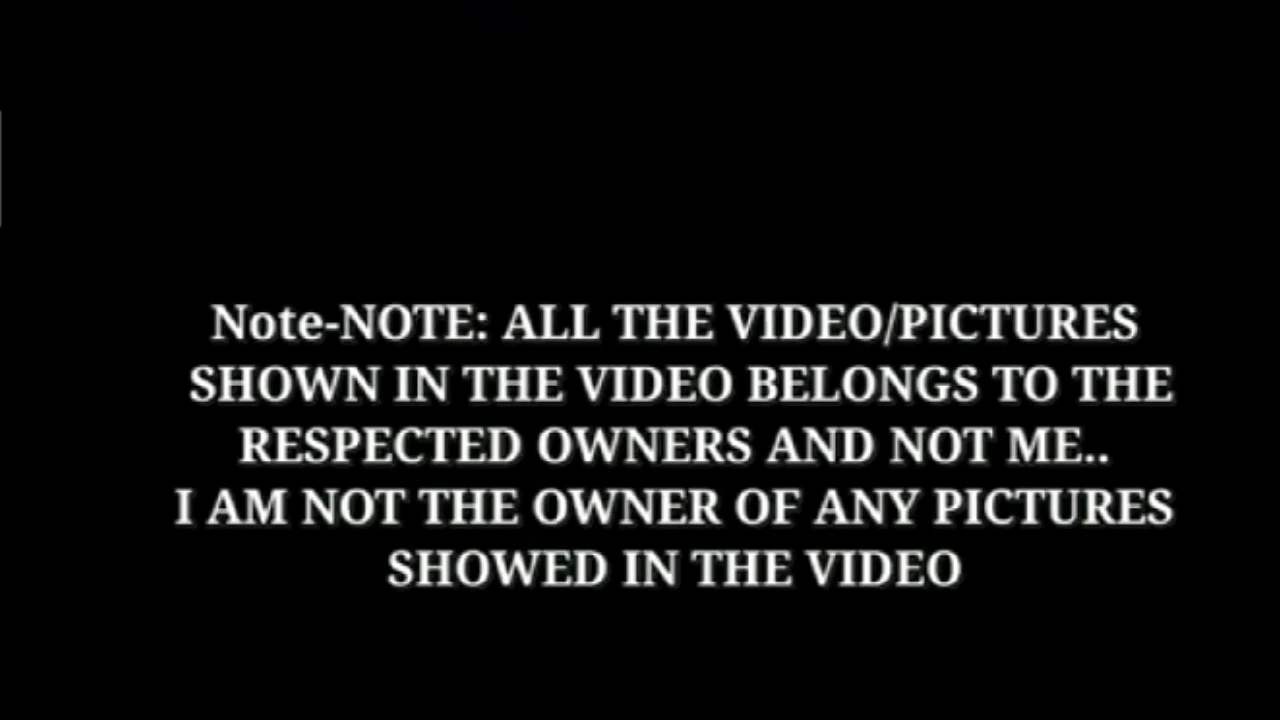 Note-NOTE: ALL THE VIDEO/PICTURES
SHOWN IN THE VIDEO BELONGS TO THE
RESPECTED OWNERS AND NOT ME..
I AM NOT THE OWNER OF ANY PICTURES
SHOWED IN THE VIDEO